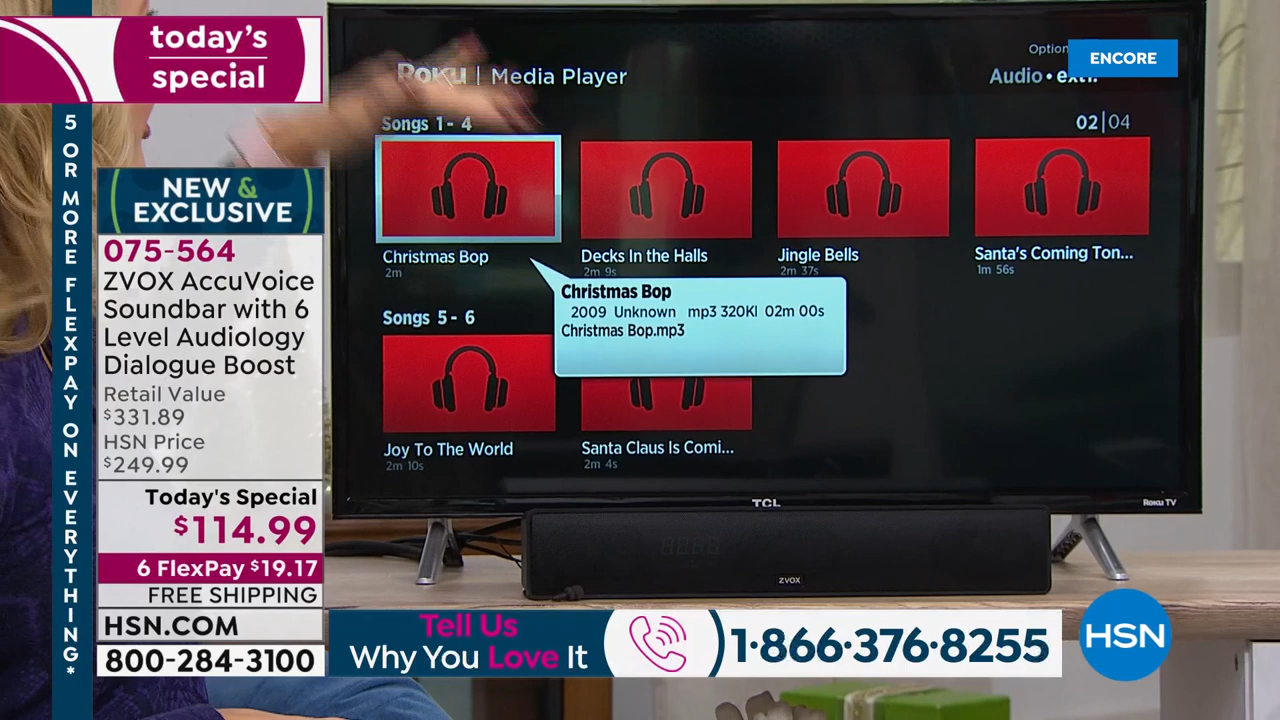 today's
special
5 OR MORE FLEXPAY ON EVERYTHING*
NEW &
EXCLUSIVE
075-564
ZVOX AccuVoice
Soundbar with 6
Level Audiology
Dialogue Boost
Retail Value
$331.89
HSN Price
$249.99
Today's Special
$114.99
6 FlexPay $19.17
FREE SHIPPING
HSN.COM
800-284-3100
ENCORE
Roku | Media Player
Audio •
Songs 1 - 4
02|04
Christmas Bop
2m
Decks In the Halls
2m 9s
Jingle Bells
2m 37s
Santa's Coming Ton...
1m 56s
Christmas Bop
2009 Unknown mp3 320Kl 02m 00s
Christmas Bop.mp3
Songs 5 - 6
Joy To The World
2m 10s
Santa Claus Is Comi...
2m 4s
TCL
Roku TV
ZVOX
Tell Us
Why You Love It
1•866•376•8255
HSN